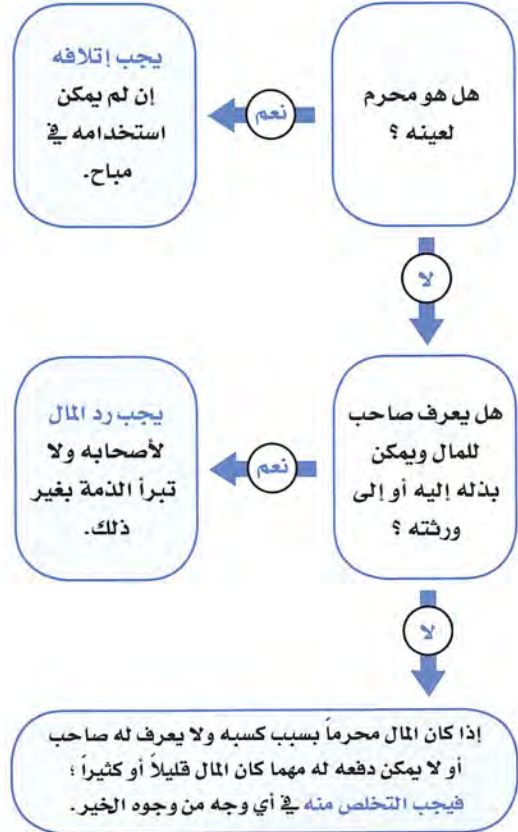 هل هو محرم
لعينه ؟
نعم
يجب إتلافه
إن لم يمكن
استخدامه في
مباح.
لا
هل يعرف صاحب
للمال ويمكن
بذله إليه أو إلى
ورثته ؟
نعم
يجب رد المال
لأصحابه ولا
تبرأ الذمة بغير
ذلك.
لا
إذا كان المال محرماً بسبب كسبه ولا يعرف له صاحب
أو لا يمكن دفعه له مهما كان المال قليلاً أو كثيراً ؛
فيجب التخلص منه في أي وجه من وجوه الخير.